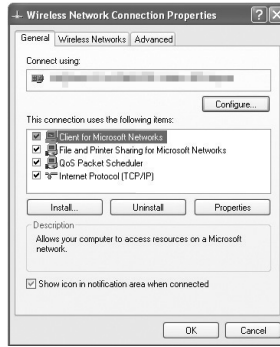 Wireless Network Connection Properties
General Wireless Networks Advanced
Connect using:
Configure...
This connection uses the following items:
Client for Microsoft Networks
File and Printer Sharing for Microsoft Networks
QoS Packet Scheduler
Internet Protocol (TCP/IP)
Install... Uninstall Properties
Description
Allows your computer to access resources on a Microsoft
network.
Show icon in notification area when connected
OK Cancel